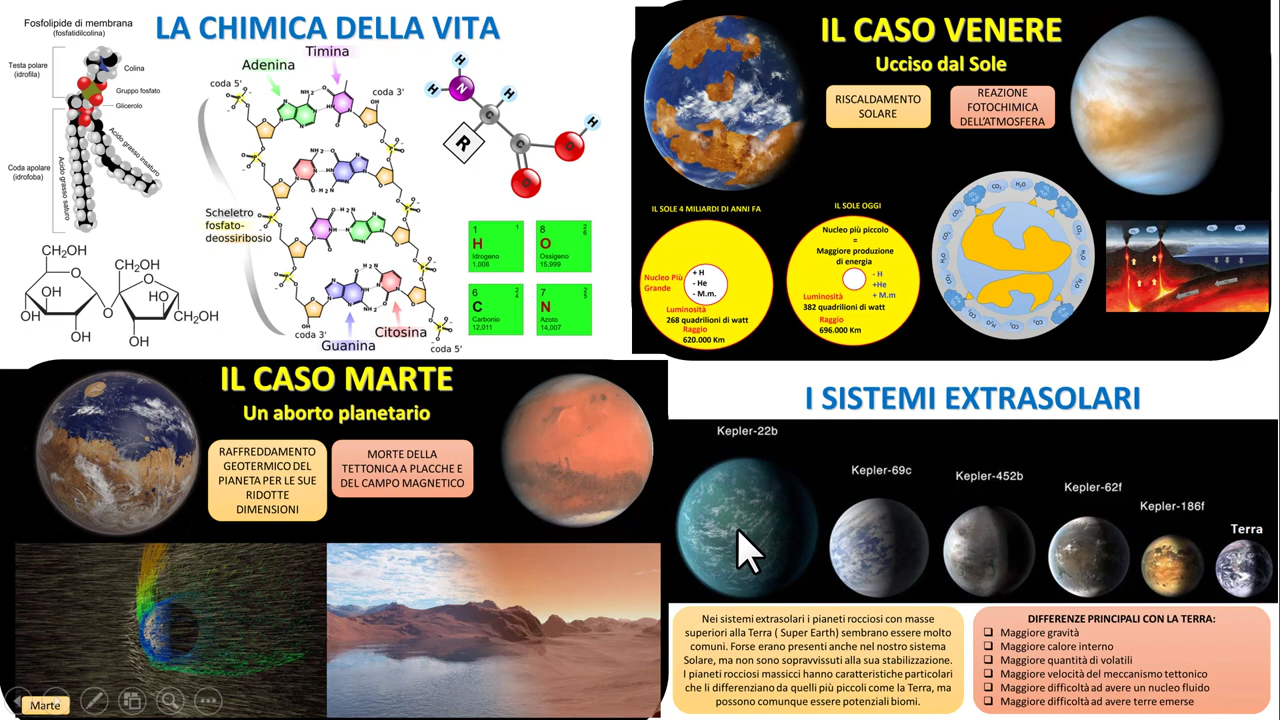 LA CHIMICA DELLA VITA
Fosfolipide di membrana
(fosfatidilcolina)
Testa polare
(idrofila)
Colina
Gruppo fosfato
Glicerolo
Coda apolare
(idrofoba)
Acido grasso saturo
Acido grasso insaturo
Timina
Adenina
coda 5'
coda 3'
Scheletro
fosfato-
deossiribosio
coda 3'
Citosina
Guanina
coda 5'
H
H
N
H
C
R
C
H
O
O
CH₂OH
CH₂OH
OH
HO
OH
O
CH₂OH
OH
OH
1 1
H
Idrogeno
1,008
8
O
Ossigeno
15,999
6
C
Carbonio
12,011
7
N
Azoto
14,007
IL CASO VENERE
Ucciso dal Sole
RISCALDAMENTO
SOLARE
REAZIONE
FOTOCHIMICA
DELL'ATMOSFERA
IL SOLE 4 MILIARDI DI ANNI FA
Nucleo Più
Grande
+ H
- He
- M.m.
Luminosità
268 quadrilioni di watt
Raggio
620.000 Km
IL SOLE OGGI
Nucleo più piccolo
=
Maggiore produzione
di energia
- H
+He
+ M.m
Luminosità
382 quadrilioni di watt
Raggio
696.000 Km
CO₂
H₂O
IL CASO MARTE
Un aborto planetario
RAFFREDDAMENTO
GEOTERMICO DEL
PIANETA PER LE SUE
RIDOTTE
DIMENSIONI
MORTE DELLA
TETTONICA A PLACCHE E
DEL CAMPO MAGNETICO
Marte
I SISTEMI EXTRASOLARI
Kepler-22b
Kepler-69c
Kepler-452b
Kepler-62f
Kepler-186f
Terra
Nei sistemi extrasolari i pianeti rocciosi con masse
superiori alla Terra ( Super Earth) sembrano essere molto
comuni. Forse erano presenti anche nel nostro sistema
Solare, ma non sono sopravvissuti alla sua stabilizzazione.
I pianeti rocciosi massicci hanno caratteristiche particolari
che li differenziano da quelli più piccoli come la Terra, ma
possono comunque essere potenziali biomi.
DIFFERENZE PRINCIPALI CON LA TERRA:
Maggiore gravità
Maggiore calore interno
Maggiore quantità di volatili
Maggiore velocità del meccanismo tettonico
Maggiore difficoltà ad avere un nucleo fluido
Maggiore difficoltà ad avere terre emerse